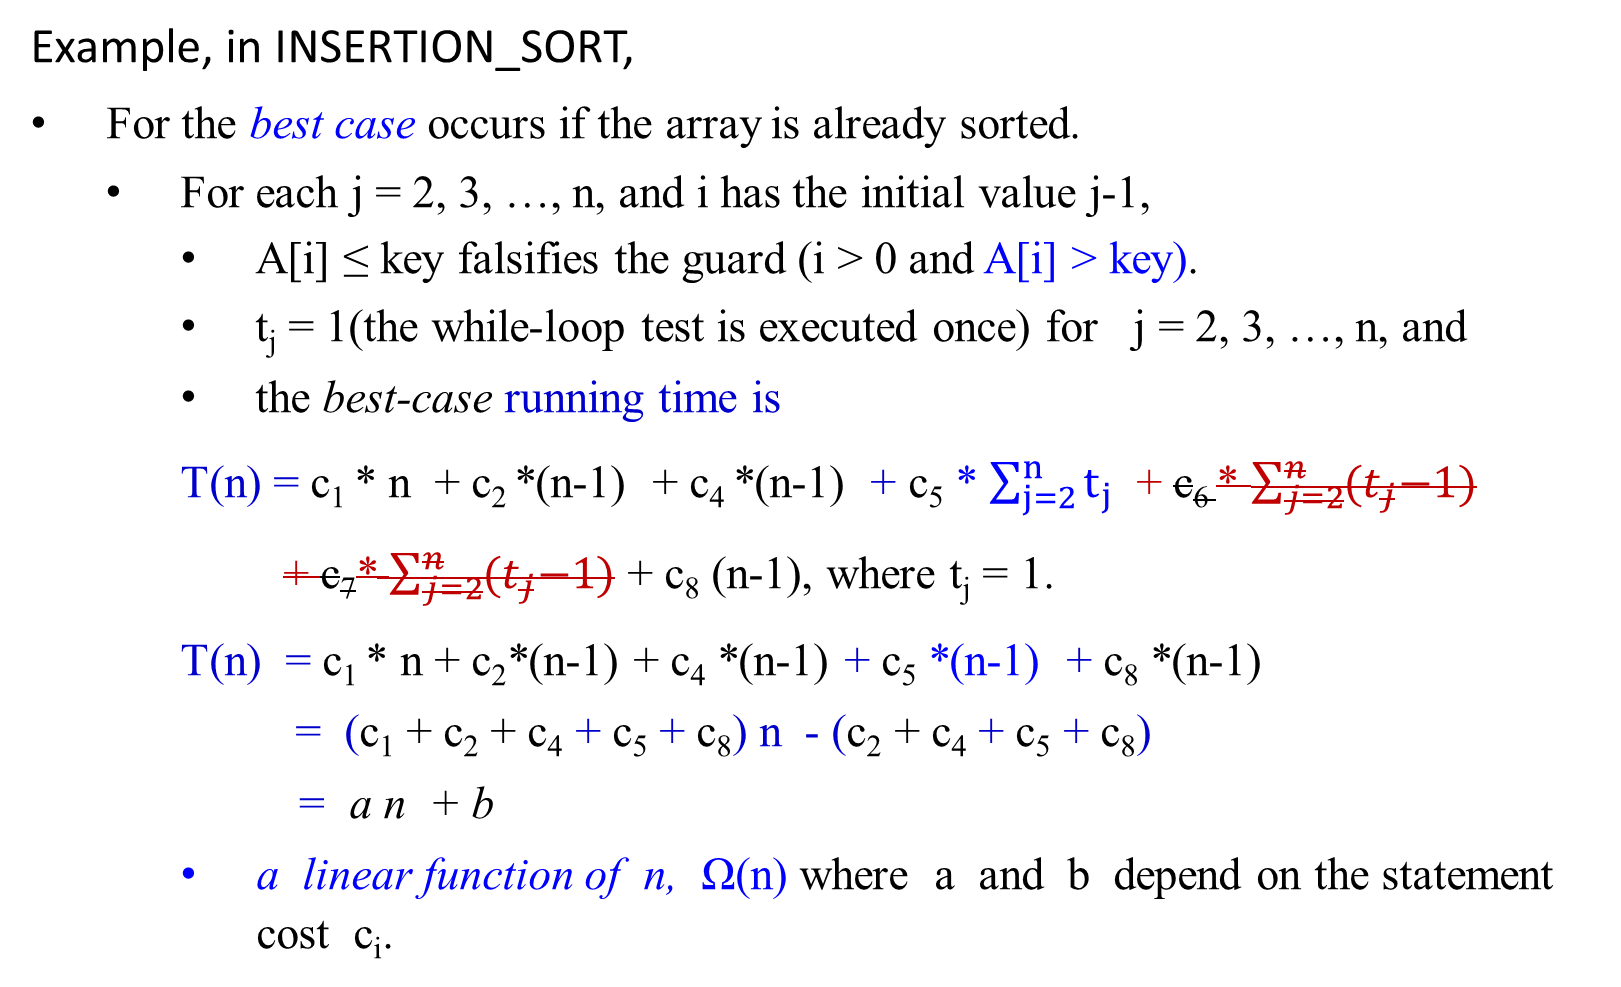 Example, in INSERTION_SORT,
• For the best case occurs if the array is already sorted.
• For each j = 2, 3, …, n, and i has the initial value j-1,
• A[i] ≤ key falsifies the guard (i > 0 and A[i] > key).
• tⱼ = 1(the while-loop test is executed once) for j = 2, 3, …, n, and
• the best-case running time is
T(n) = c₁ * n + c₂ *(n-1) + c₄ *(n-1) + c₅ * ∑ⁿⱼ₌₂ tⱼ + c₆ * ∑ⁿⱼ₌₂(tⱼ−1)
+ c₇* ∑ⁿⱼ₌₂(tⱼ−1) + c₈ (n-1), where tⱼ = 1.
T(n) = c₁ * n + c₂*(n-1) + c₄ *(n-1) + c₅ *(n-1) + c₈ *(n-1)
= (c₁ + c₂ + c₄ + c₅ + c₈) n - (c₂ + c₄ + c₅ + c₈)
= a n + b
• a linear function of n, Ω(n) where a and b depend on the statement
cost cᵢ.